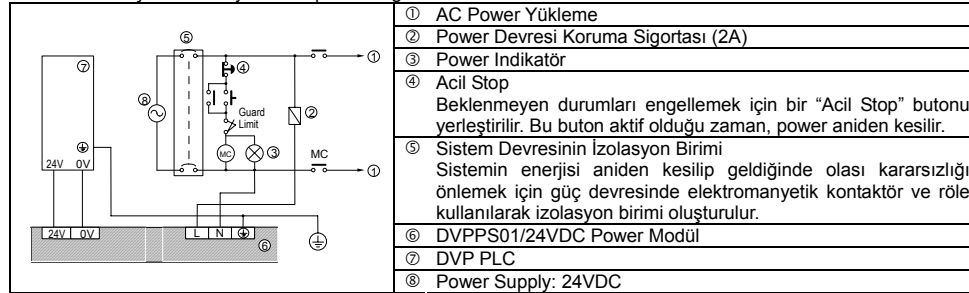 ⑤
① AC Power Yükleme
② Power Devresi Koruma Sigortası (2A)
③ Power Indikatör
④ Acil Stop
Beklenmeyen durumları engellemek için bir “Acil Stop” butonu
yerleştirilir. Bu buton aktif olduğu zaman, power aniden kesilir.
⑤ Sistem Devresinin İzolasyon Birimi
Sistemin enerjisi aniden kesilip geldiğinde olası kararsızlığı
önlemek için güç devresinde elektromanyetik kontaktör ve röle
kullanılarak izolasyon birimi oluşturulur.
⑥ DVPPS01/24VDC Power Modül
⑦ DVP PLC
⑧ Power Supply: 24VDC
①
⑦
④
⑧
Guard
Limit
②
MC
③
MC
①
24V 0V
24V 0V
L N
⑥